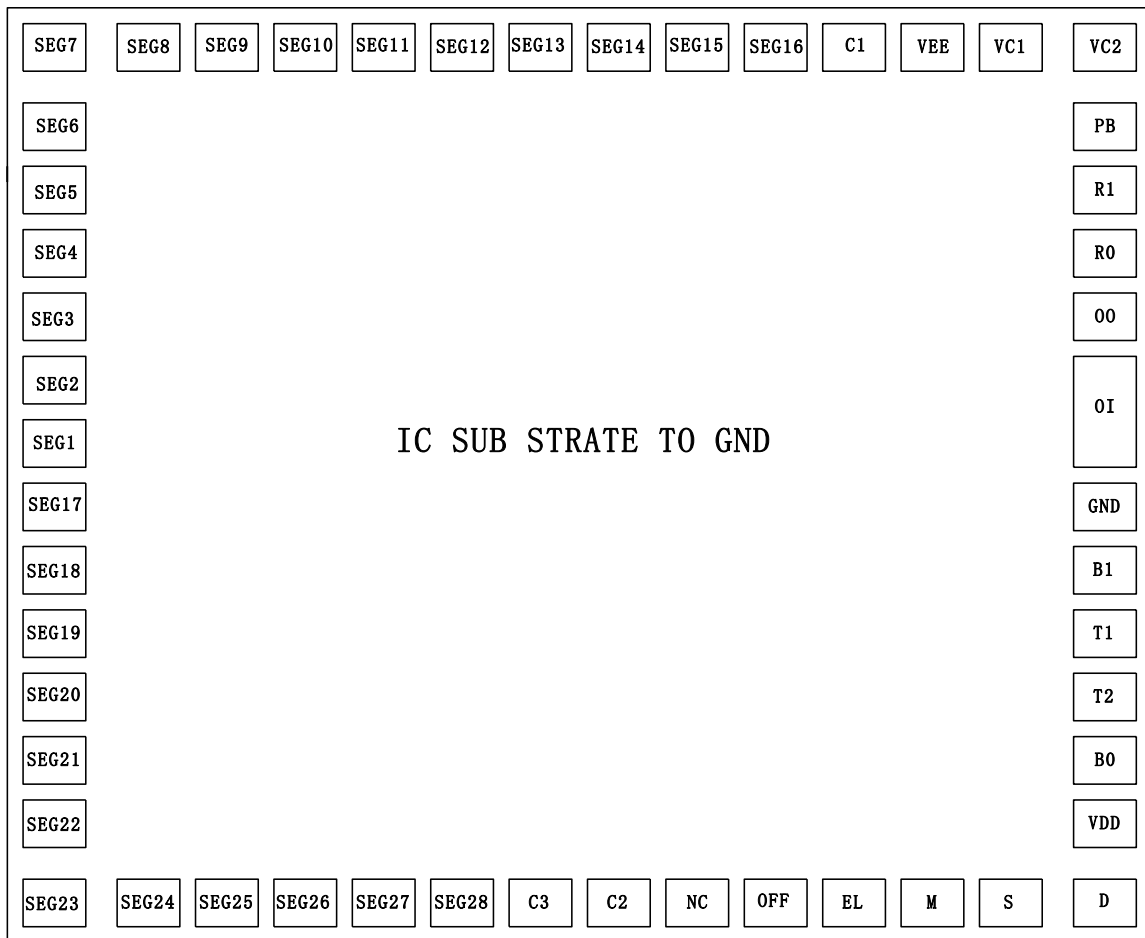 SEG7 SEG8 SEG9 SEG10 SEG11 SEG12 SEG13 SEG14 SEG15 SEG16 C1 VEE VC1 VC2
SEG6 PB
SEG5 R1
SEG4 R0
SEG3 OO
SEG2
OI
SEG1 IC SUB STRATE TO GND
SEG17 GND
SEG18 B1
SEG19 T1
SEG20 T2
SEG21 B0
SEG22 VDD
SEG23 SEG24 SEG25 SEG26 SEG27 SEG28 C3 C2 NC OFF EL M S D